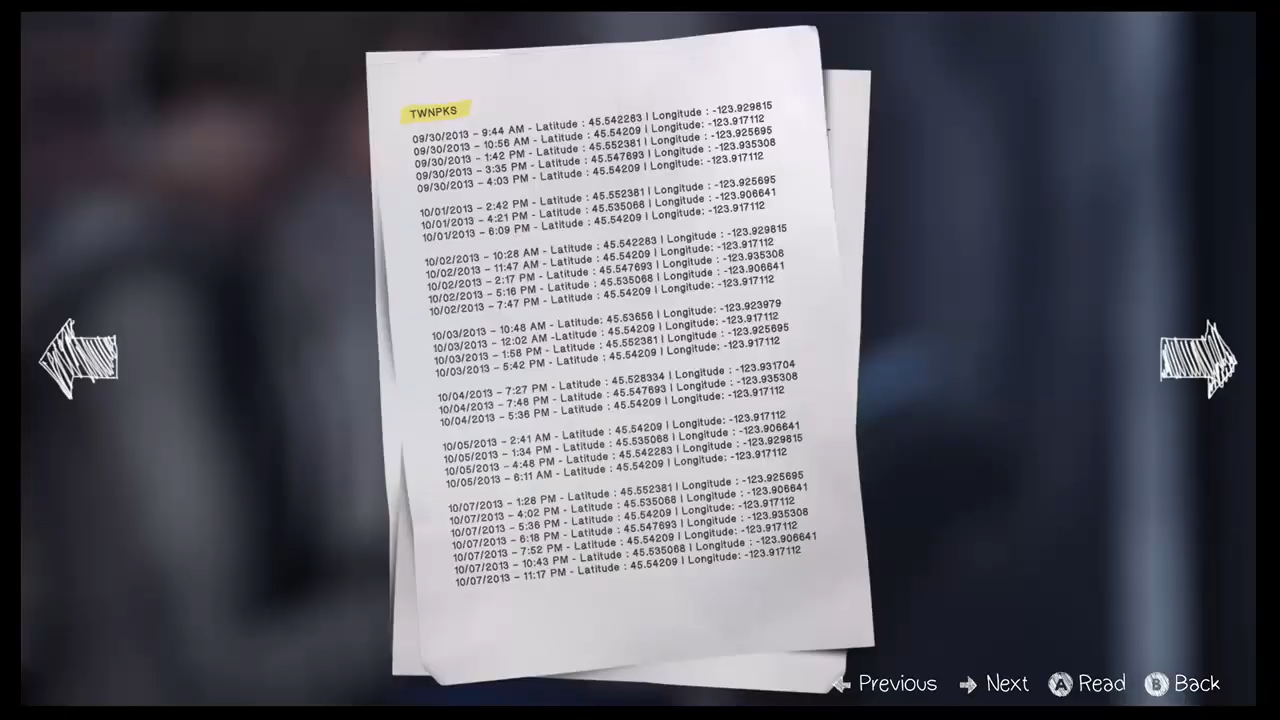 TWNPKS
09/30/2013 - 9:44 AM - Latitude : 45.542283 | Longitude : -123.929815
09/30/2013 - 10:56 AM - Latitude : 45.54209 | Longitude: -123.917112
09/30/2013 - 1:42 PM - Latitude : 45.552381 | Longitude : -123.925695
09/30/2013 - 3:35 PM - Latitude : 45.547693 | Longitude : -123.935308
09/30/2013 - 4:03 PM - Latitude : 45.54209 | Longitude: -123.917112
10/01/2013 - 2:42 PM - Latitude : 45.552381 | Longitude : -123.925695
10/01/2013 - 4:21 PM - Latitude : 45.535068 | Longitude : -123.906641
10/01/2013 - 6:09 PM - Latitude : 45.54209 | Longitude: -123.917112
10/02/2013 - 10:28 AM - Latitude : 45.542283 | Longitude : -123.929815
10/02/2013 - 11:47 AM - Latitude : 45.54209 | Longitude: -123.917112
10/02/2013 - 2:17 PM - Latitude : 45.547693 | Longitude : -123.935308
10/02/2013 - 5:16 PM - Latitude : 45.535068 | Longitude : -123.906641
10/02/2013 - 7:47 PM - Latitude : 45.54209 | Longitude: -123.917112
10/03/2013 - 10:48 AM - Latitude: 45.53656 | Longitude: -123.923979
10/03/2013 - 12:02 AM -Latitude : 45.54209 | Longitude: -123.917112
10/03/2013 - 1:58 PM - Latitude : 45.552381 | Longitude : -123.925695
10/03/2013 - 5:42 PM - Latitude : 45.54209 | Longitude: -123.917112
10/04/2013 - 7:27 PM - Latitude : 45.528334 | Longitude : -123.931704
10/04/2013 - 7:48 PM - Latitude : 45.547693 | Longitude : -123.935308
10/04/2013 - 5:36 PM - Latitude : 45.54209 | Longitude: -123.917112
10/05/2013 - 2:41 AM - Latitude : 45.54209 | Longitude: -123.917112
10/05/2013 - 1:34 PM - Latitude : 45.535068 | Longitude : -123.906641
10/05/2013 - 4:48 PM - Latitude : 45.542283 | Longitude : -123.929815
10/05/2013 - 6:11 AM - Latitude : 45.54209 | Longitude: -123.917112
10/07/2013 - 1:28 PM - Latitude : 45.552381 | Longitude : -123.925695
10/07/2013 - 4:02 PM - Latitude : 45.535068 | Longitude : -123.906641
10/07/2013 - 5:36 PM - Latitude : 45.54209 | Longitude: -123.917112
10/07/2013 - 6:18 PM - Latitude : 45.547693 | Longitude : -123.935308
10/07/2013 - 7:52 PM - Latitude : 45.54209 | Longitude: -123.917112
10/07/2013 - 10:43 PM - Latitude : 45.535068 | Longitude : -123.906641
10/07/2013 - 11:17 PM - Latitude : 45.54209 | Longitude: -123.917112
Previous Next A Read B Back